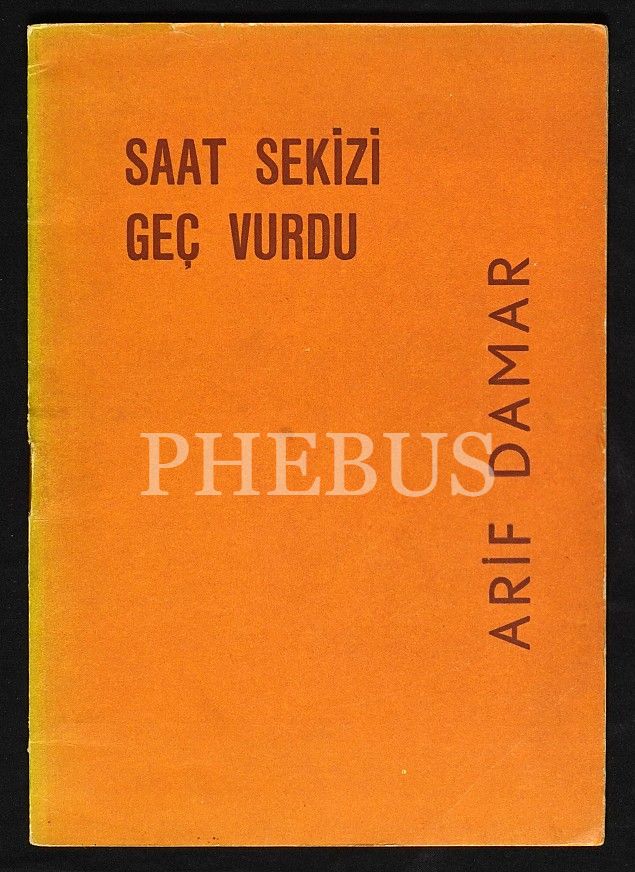 SAAT SEKİZİ
GEÇ VURDU
ARİF DAMAR
PHEBUS